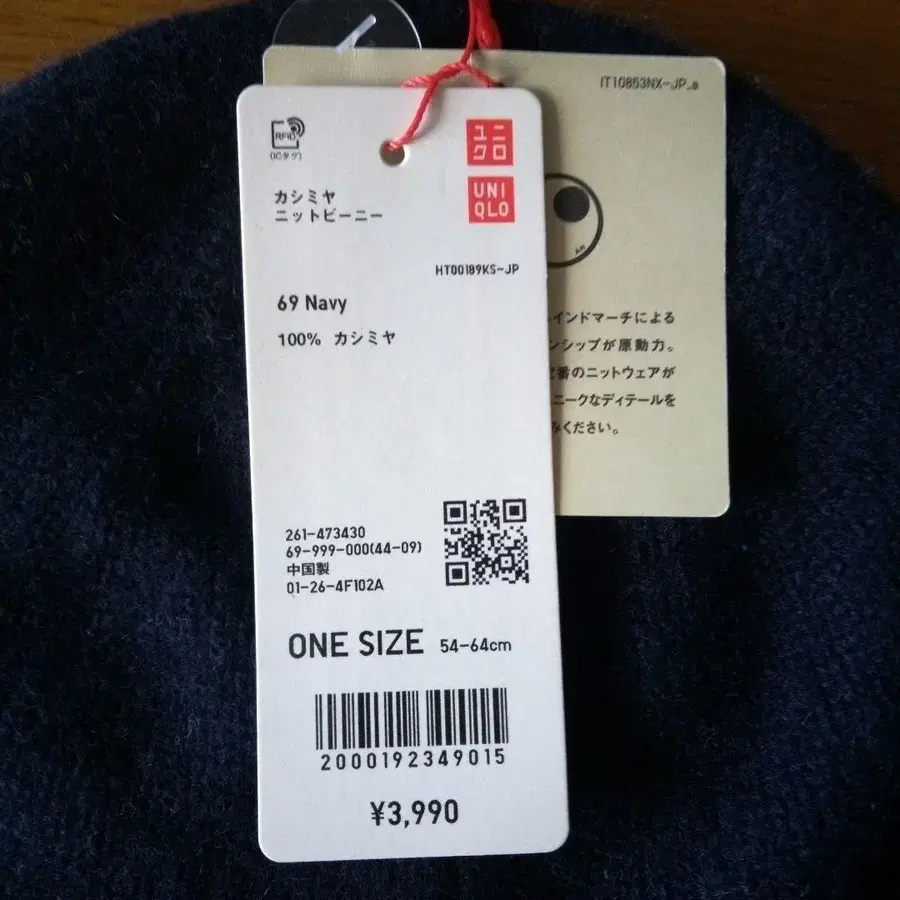 RFID
(ICタグ)
ユニ
クロ
UNI
QLO
カシミヤ
ニットビーニー
HT00189KS-JP
69 Navy
100% カシミヤ
261-473430
69-999-000(44-09)
中国製
01-26-4F102A
ONE SIZE 54-64cm
2000192349015
¥3,990
IT10853NX-JP_a
AM
インドマーチによる
ンシップが原動力。
番のニットウェアが
ニークなディテールを
みください。